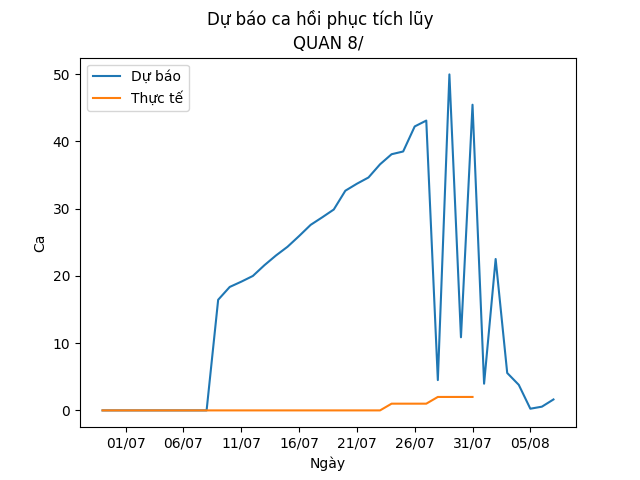 Dự báo ca hồi phục tích lũy
QUAN 8/
Dự báo
Thực tế
50
40
30
20
10
0
Ca
01/07 06/07 11/07 16/07 21/07 26/07 31/07 05/08
Ngày